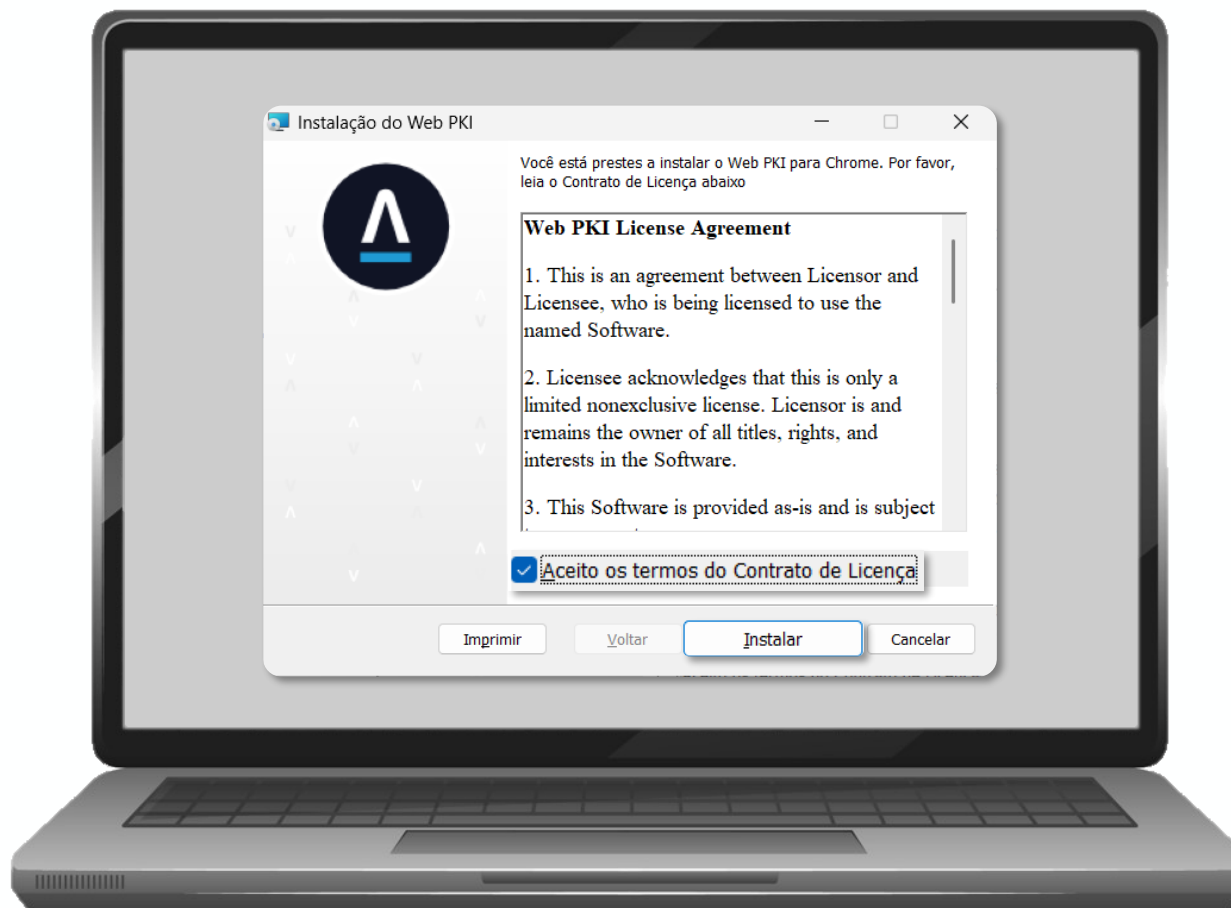 Instalação do Web PKI
Você está prestes a instalar o Web PKI para Chrome. Por favor,
leia o Contrato de Licença abaixo
Web PKI License Agreement
1. This is an agreement between Licensor and
Licensee, who is being licensed to use the
named Software.
2. Licensee acknowledges that this is only a
limited nonexclusive license. Licensor is and
remains the owner of all titles, rights, and
interests in the Software.
3. This Software is provided as-is and is subject
Aceito os termos do Contrato de Licença
Imprimir
Voltar
Instalar
Cancelar